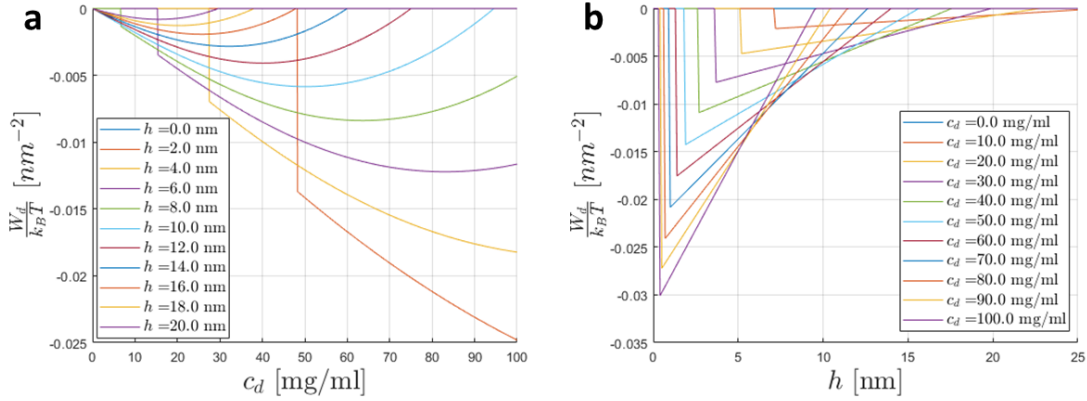 a
0
-0.005
-0.01
-0.015
-0.02
-0.025
W_d / k_BT [nm^{-2}]
h =0.0 nm
h =2.0 nm
h =4.0 nm
h =6.0 nm
h =8.0 nm
h =10.0 nm
h =12.0 nm
h =14.0 nm
h =16.0 nm
h =18.0 nm
h =20.0 nm
0 10 20 30 40 50 60 70 80 90 100
c_d [mg/ml]
b
0
-0.005
-0.01
-0.015
-0.02
-0.025
-0.03
-0.035
W_d / k_BT [nm^{-2}]
c_d =0.0 mg/ml
c_d =10.0 mg/ml
c_d =20.0 mg/ml
c_d =30.0 mg/ml
c_d =40.0 mg/ml
c_d =50.0 mg/ml
c_d =60.0 mg/ml
c_d =70.0 mg/ml
c_d =80.0 mg/ml
c_d =90.0 mg/ml
c_d =100.0 mg/ml
0 5 10 15 20 25
h [nm]